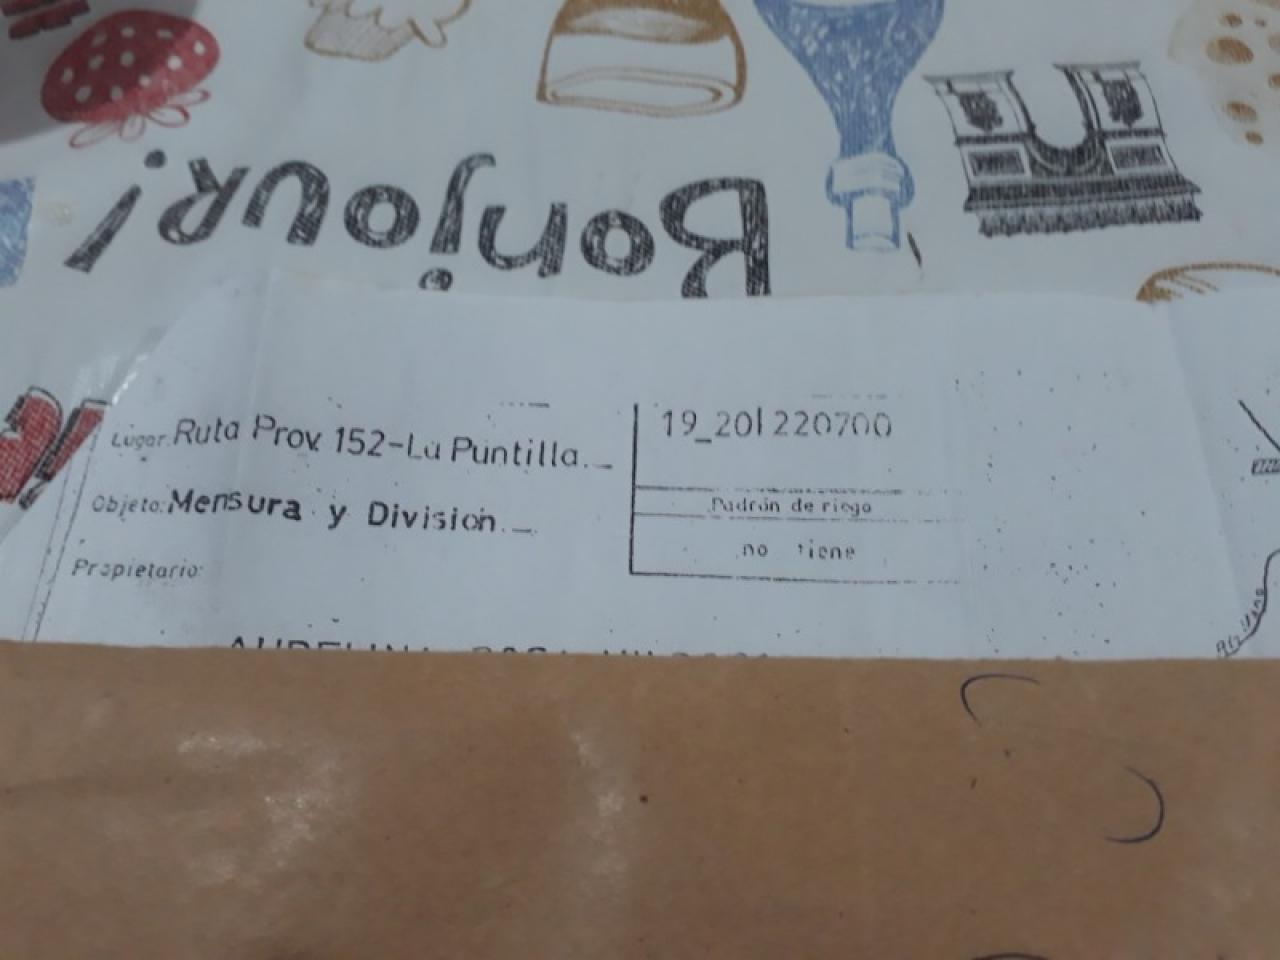 Bonjour!
Lugar: Ruta Prov. 152-La Puntilla._
19_201220700
Objeto: Mensura y Division._
Padrón de riego
no tiene
Propietario: